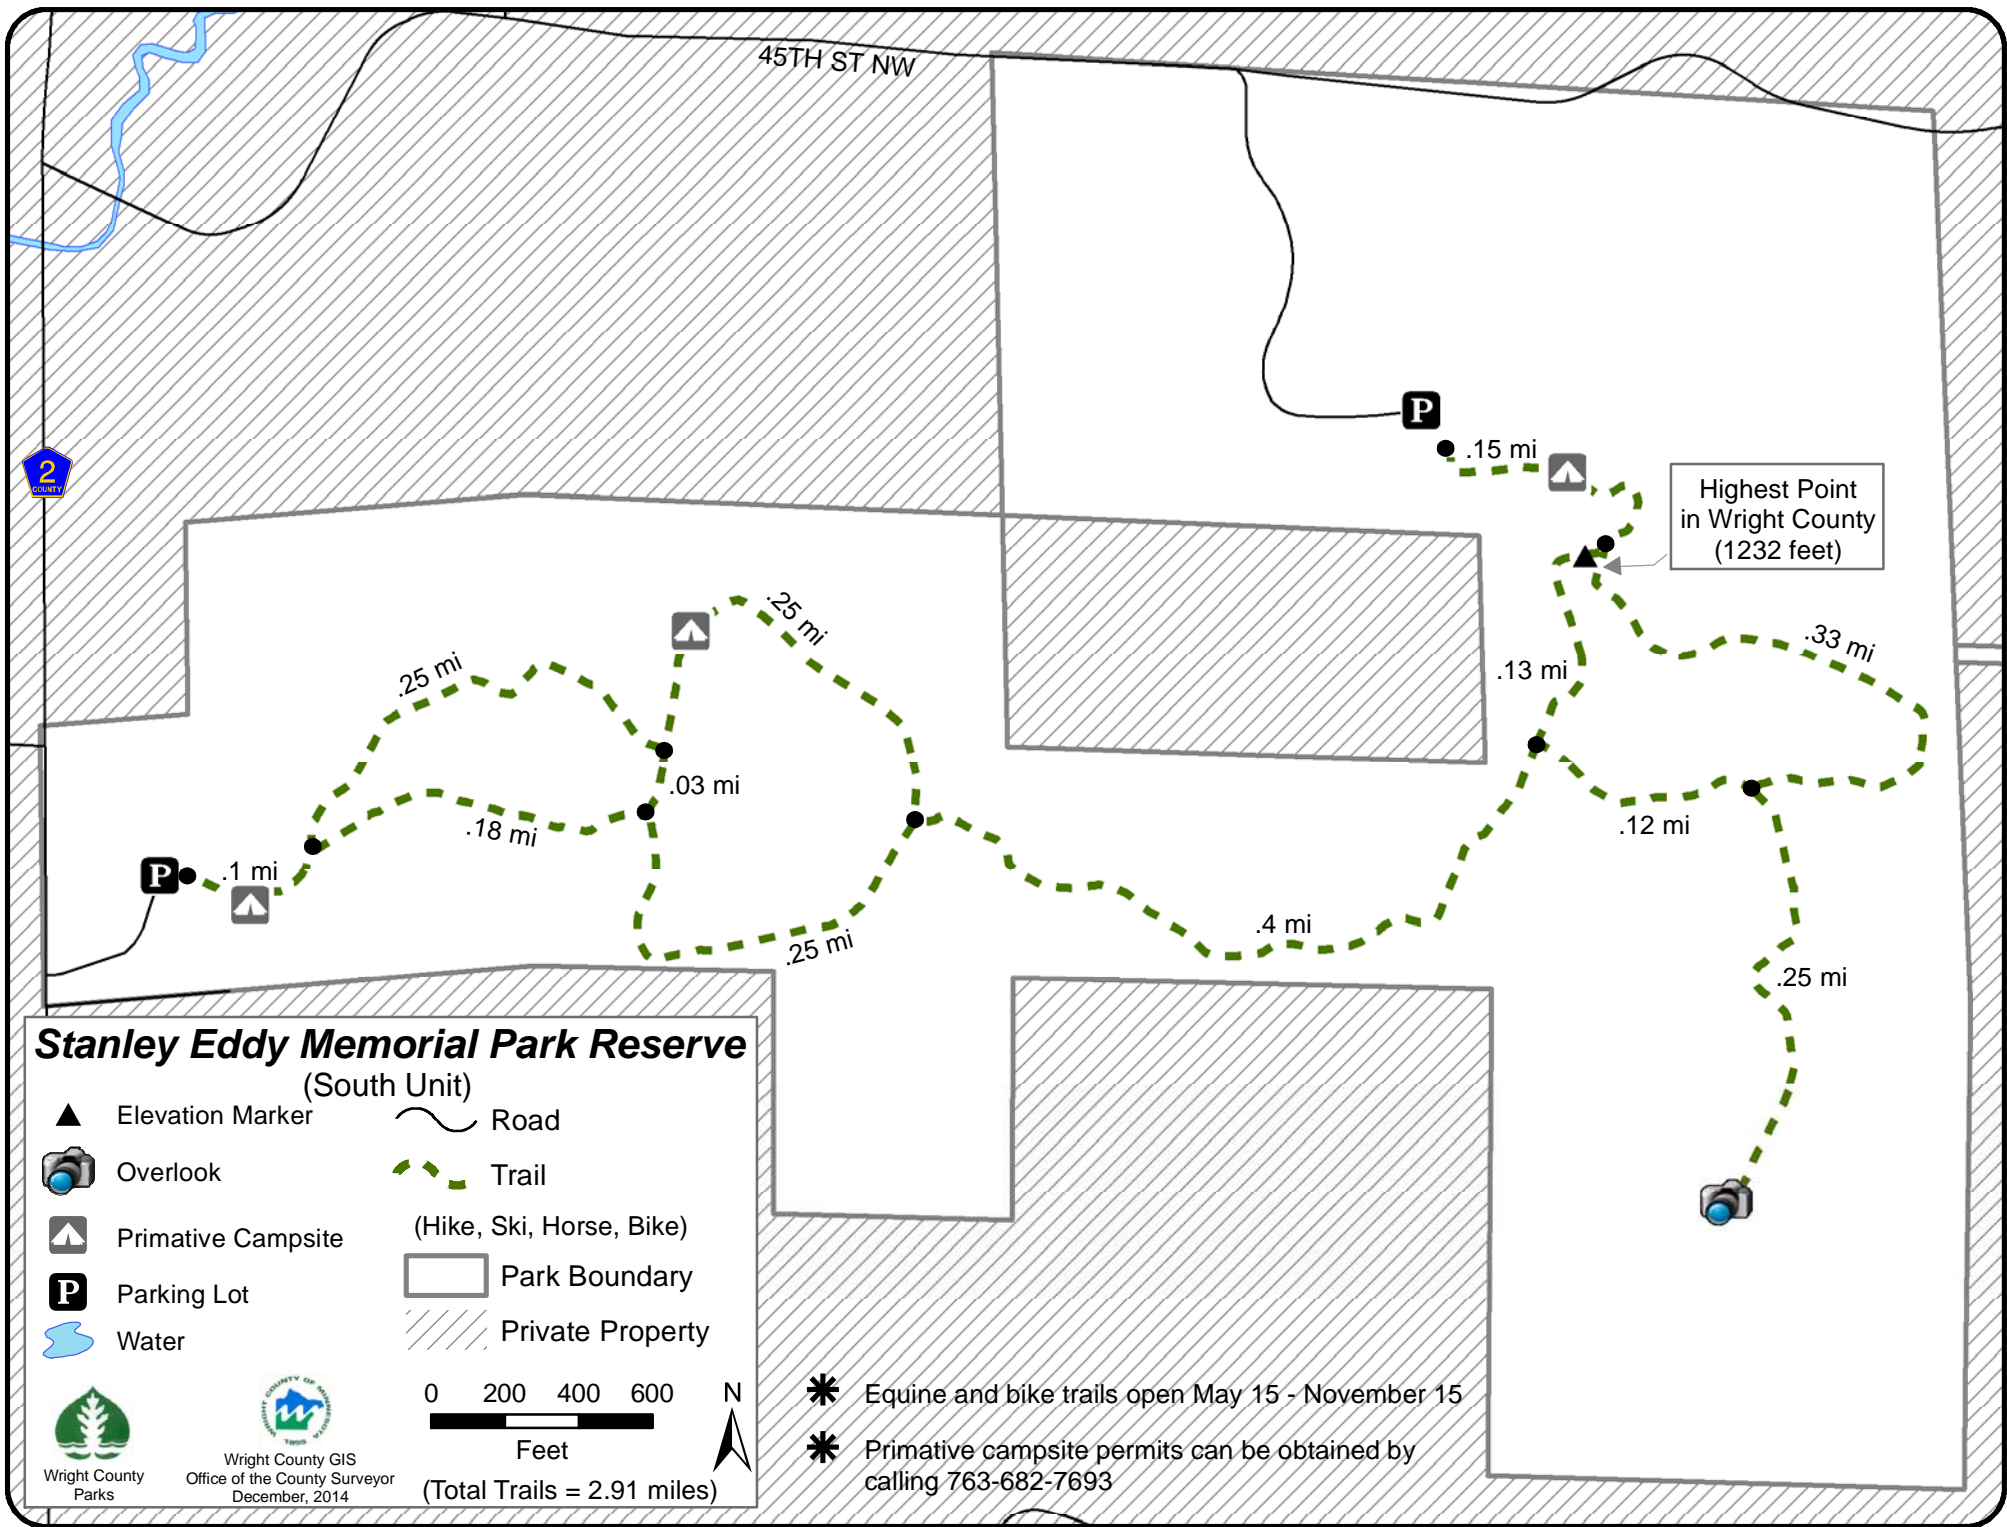 45TH ST NW
2
COUNTY
P
.15 mi
Highest Point
in Wright County
(1232 feet)
.25 mi
.25 mi
.33 mi
.13 mi
.03 mi
.18 mi
.12 mi
P
.1 mi
.4 mi
.25 mi
.25 mi
Stanley Eddy Memorial Park Reserve
(South Unit)
Elevation Marker
Road
Overlook
Trail
(Hike, Ski, Horse, Bike)
Primative Campsite
Park Boundary
P
Parking Lot
Private Property
Water
0 200 400 600
Feet
(Total Trails = 2.91 miles)
N
Wright County
Parks
Wright County GIS
Office of the County Surveyor
December, 2014
Equine and bike trails open May 15 - November 15
Primative campsite permits can be obtained by
calling 763-682-7693